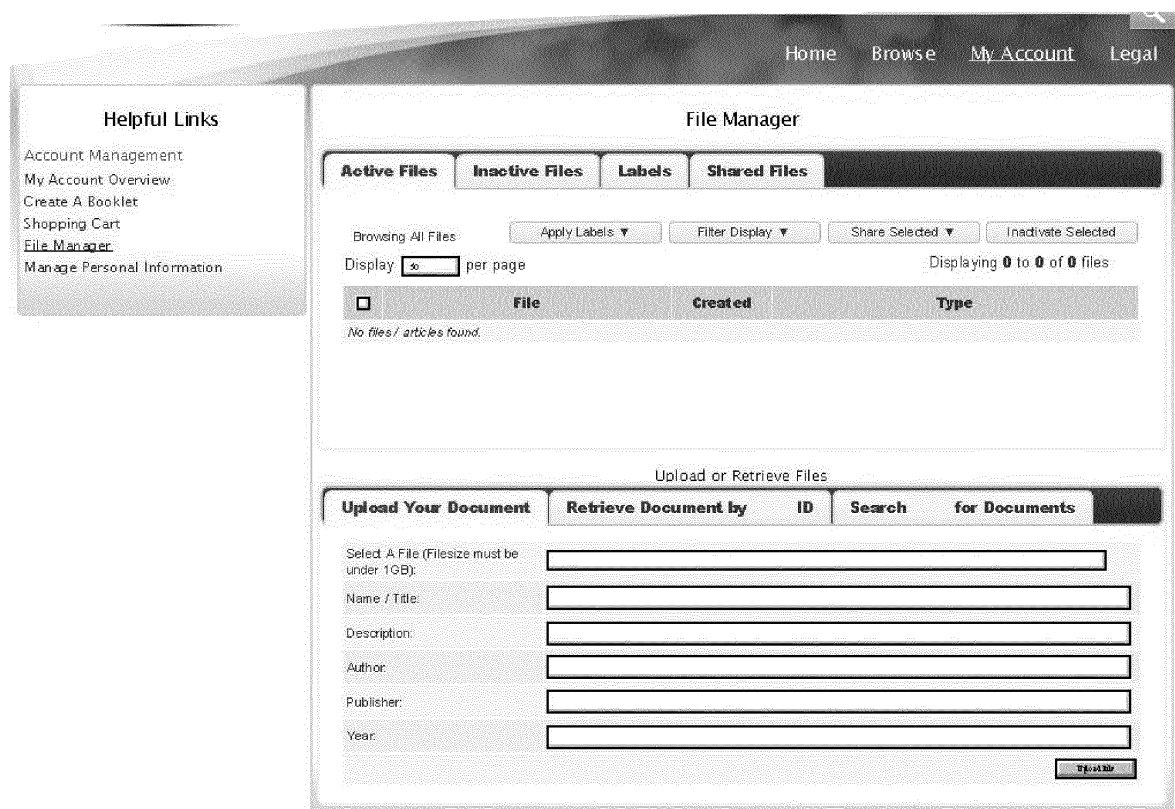 Home Browse My Account Legal
Helpful Links
Account Management
My Account Overview
Create A Booklet
Shopping Cart
File Manager
Manage Personal Information
File Manager
Active Files Inactive Files Labels Shared Files
Browsing All Files Apply Labels ▼ Filter Display ▼ Share Selected ▼ Inactivate Selected
Display 50 per page Displaying 0 to 0 of 0 files
File Created Type
No files / articles found.
Upload or Retrieve Files
Upload Your Document Retrieve Document by ID Search for Documents
Select A File (Filesize must be
under 1GB):
Name / Title:
Description:
Author:
Publisher:
Year:
Upload File